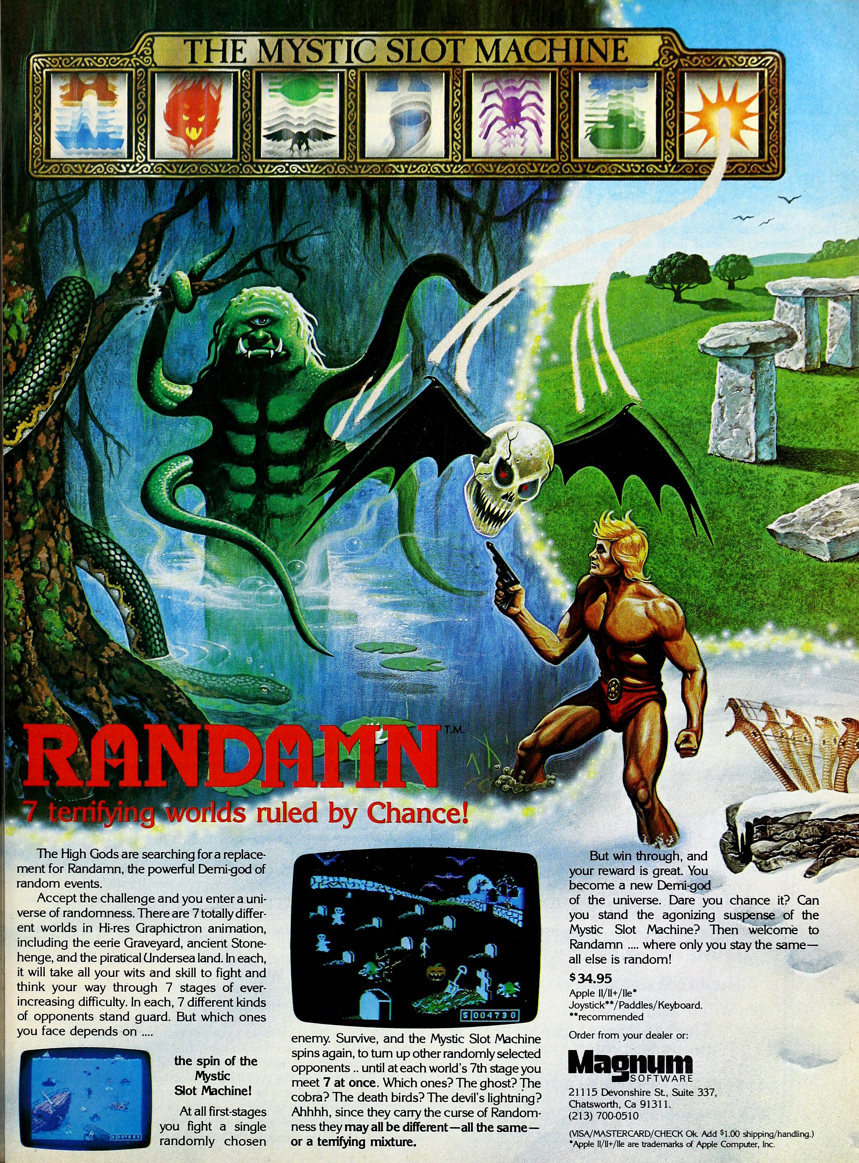 THE MYSTIC SLOT MACHINE
RANDAMN T.M.
7 terrifying worlds ruled by Chance!
The High Gods are searching for a replace-
ment for Randamn, the powerful Demi-god of
random events.
Accept the challenge and you enter a uni-
verse of randomness. There are 7 totally differ-
ent worlds in Hi-res Graphictron animation,
including the eerie Graveyard, ancient Stone-
henge, and the piratical Undersea land. In each,
it will take all your wits and skill to fight and
think your way through 7 stages of ever-
increasing difficulty. In each, 7 different kinds
of opponents stand guard. But which ones
you face depends on ....
the spin of the
Mystic
Slot Machine!
At all first-stages
you fight a single
randomly chosen
5 004730
enemy. Survive, and the Mystic Slot Machine
spins again, to turn up other randomly selected
opponents .. until at each world's 7th stage you
meet 7 at once. Which ones? The ghost? The
cobra? The death birds? The devil's lightning?
Ahhhh, since they carry the curse of Random-
ness they may all be different—all the same—
or a terrifying mixture.
But win through, and
your reward is great. You
become a new Demi-god
of the universe. Dare you chance it? Can
you stand the agonizing suspense of the
Mystic Slot Machine? Then welcome to
Randamn .... where only you stay the same—
all else is random!
$34.95
Apple II/II+/IIe*
Joystick**/Paddles/Keyboard.
**recommended
Order from your dealer or:
Magnum
SOFTWARE
21115 Devonshire St., Suite 337,
Chatsworth, Ca 91311.
(213) 700-0510
(VISA/MASTERCARD/CHECK Ok. Add $1.00 shipping/handling.)
*Apple II/II+/IIe are trademarks of Apple Computer, Inc.